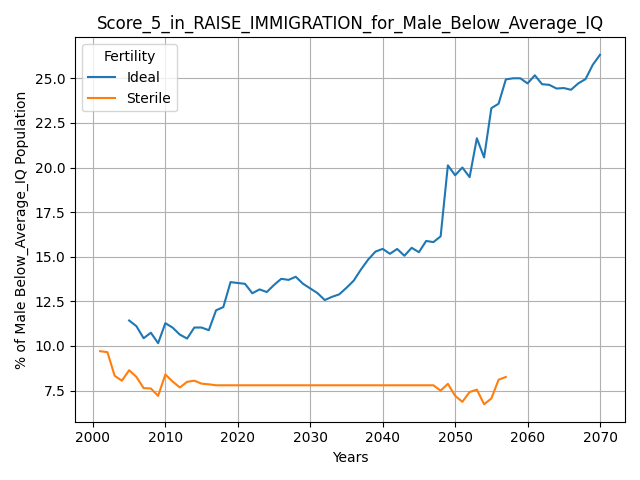 Score_5_in_RAISE_IMMIGRATION_for_Male_Below_Average_IQ
Fertility
Ideal
Sterile
% of Male Below_Average_IQ Population
25.0
22.5
20.0
17.5
15.0
12.5
10.0
7.5
2000 2010 2020 2030 2040 2050 2060 2070
Years